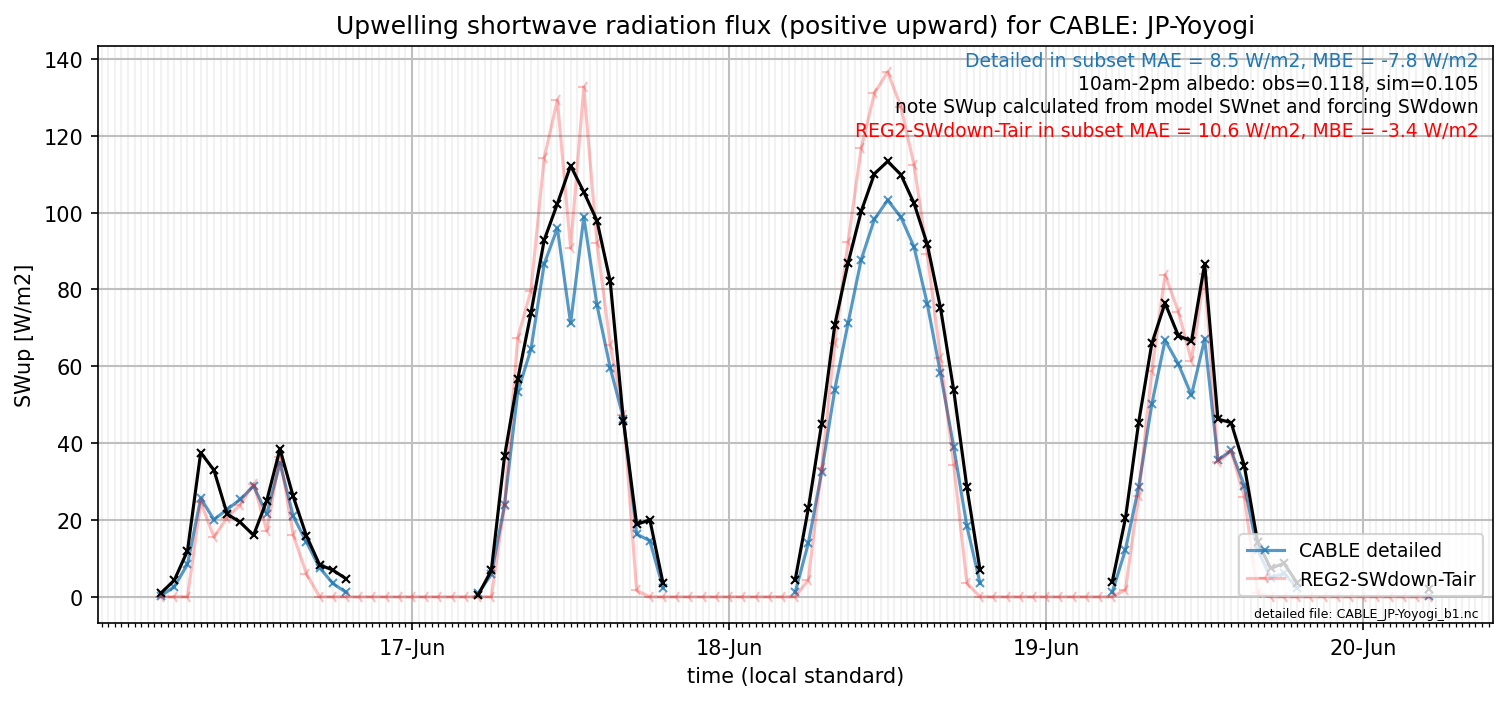 Upwelling shortwave radiation flux (positive upward) for CABLE: JP-Yoyogi
Detailed in subset MAE = 8.5 W/m2, MBE = -7.8 W/m2
10am-2pm albedo: obs=0.118, sim=0.105
note SWup calculated from model SWnet and forcing SWdown
REG2-SWdown-Tair in subset MAE = 10.6 W/m2, MBE = -3.4 W/m2
SWup [W/m2]
140
120
100
80
60
40
20
0
CABLE detailed
REG2-SWdown-Tair
detailed file: CABLE_JP-Yoyogi_b1.nc
17-Jun
18-Jun
19-Jun
20-Jun
time (local standard)